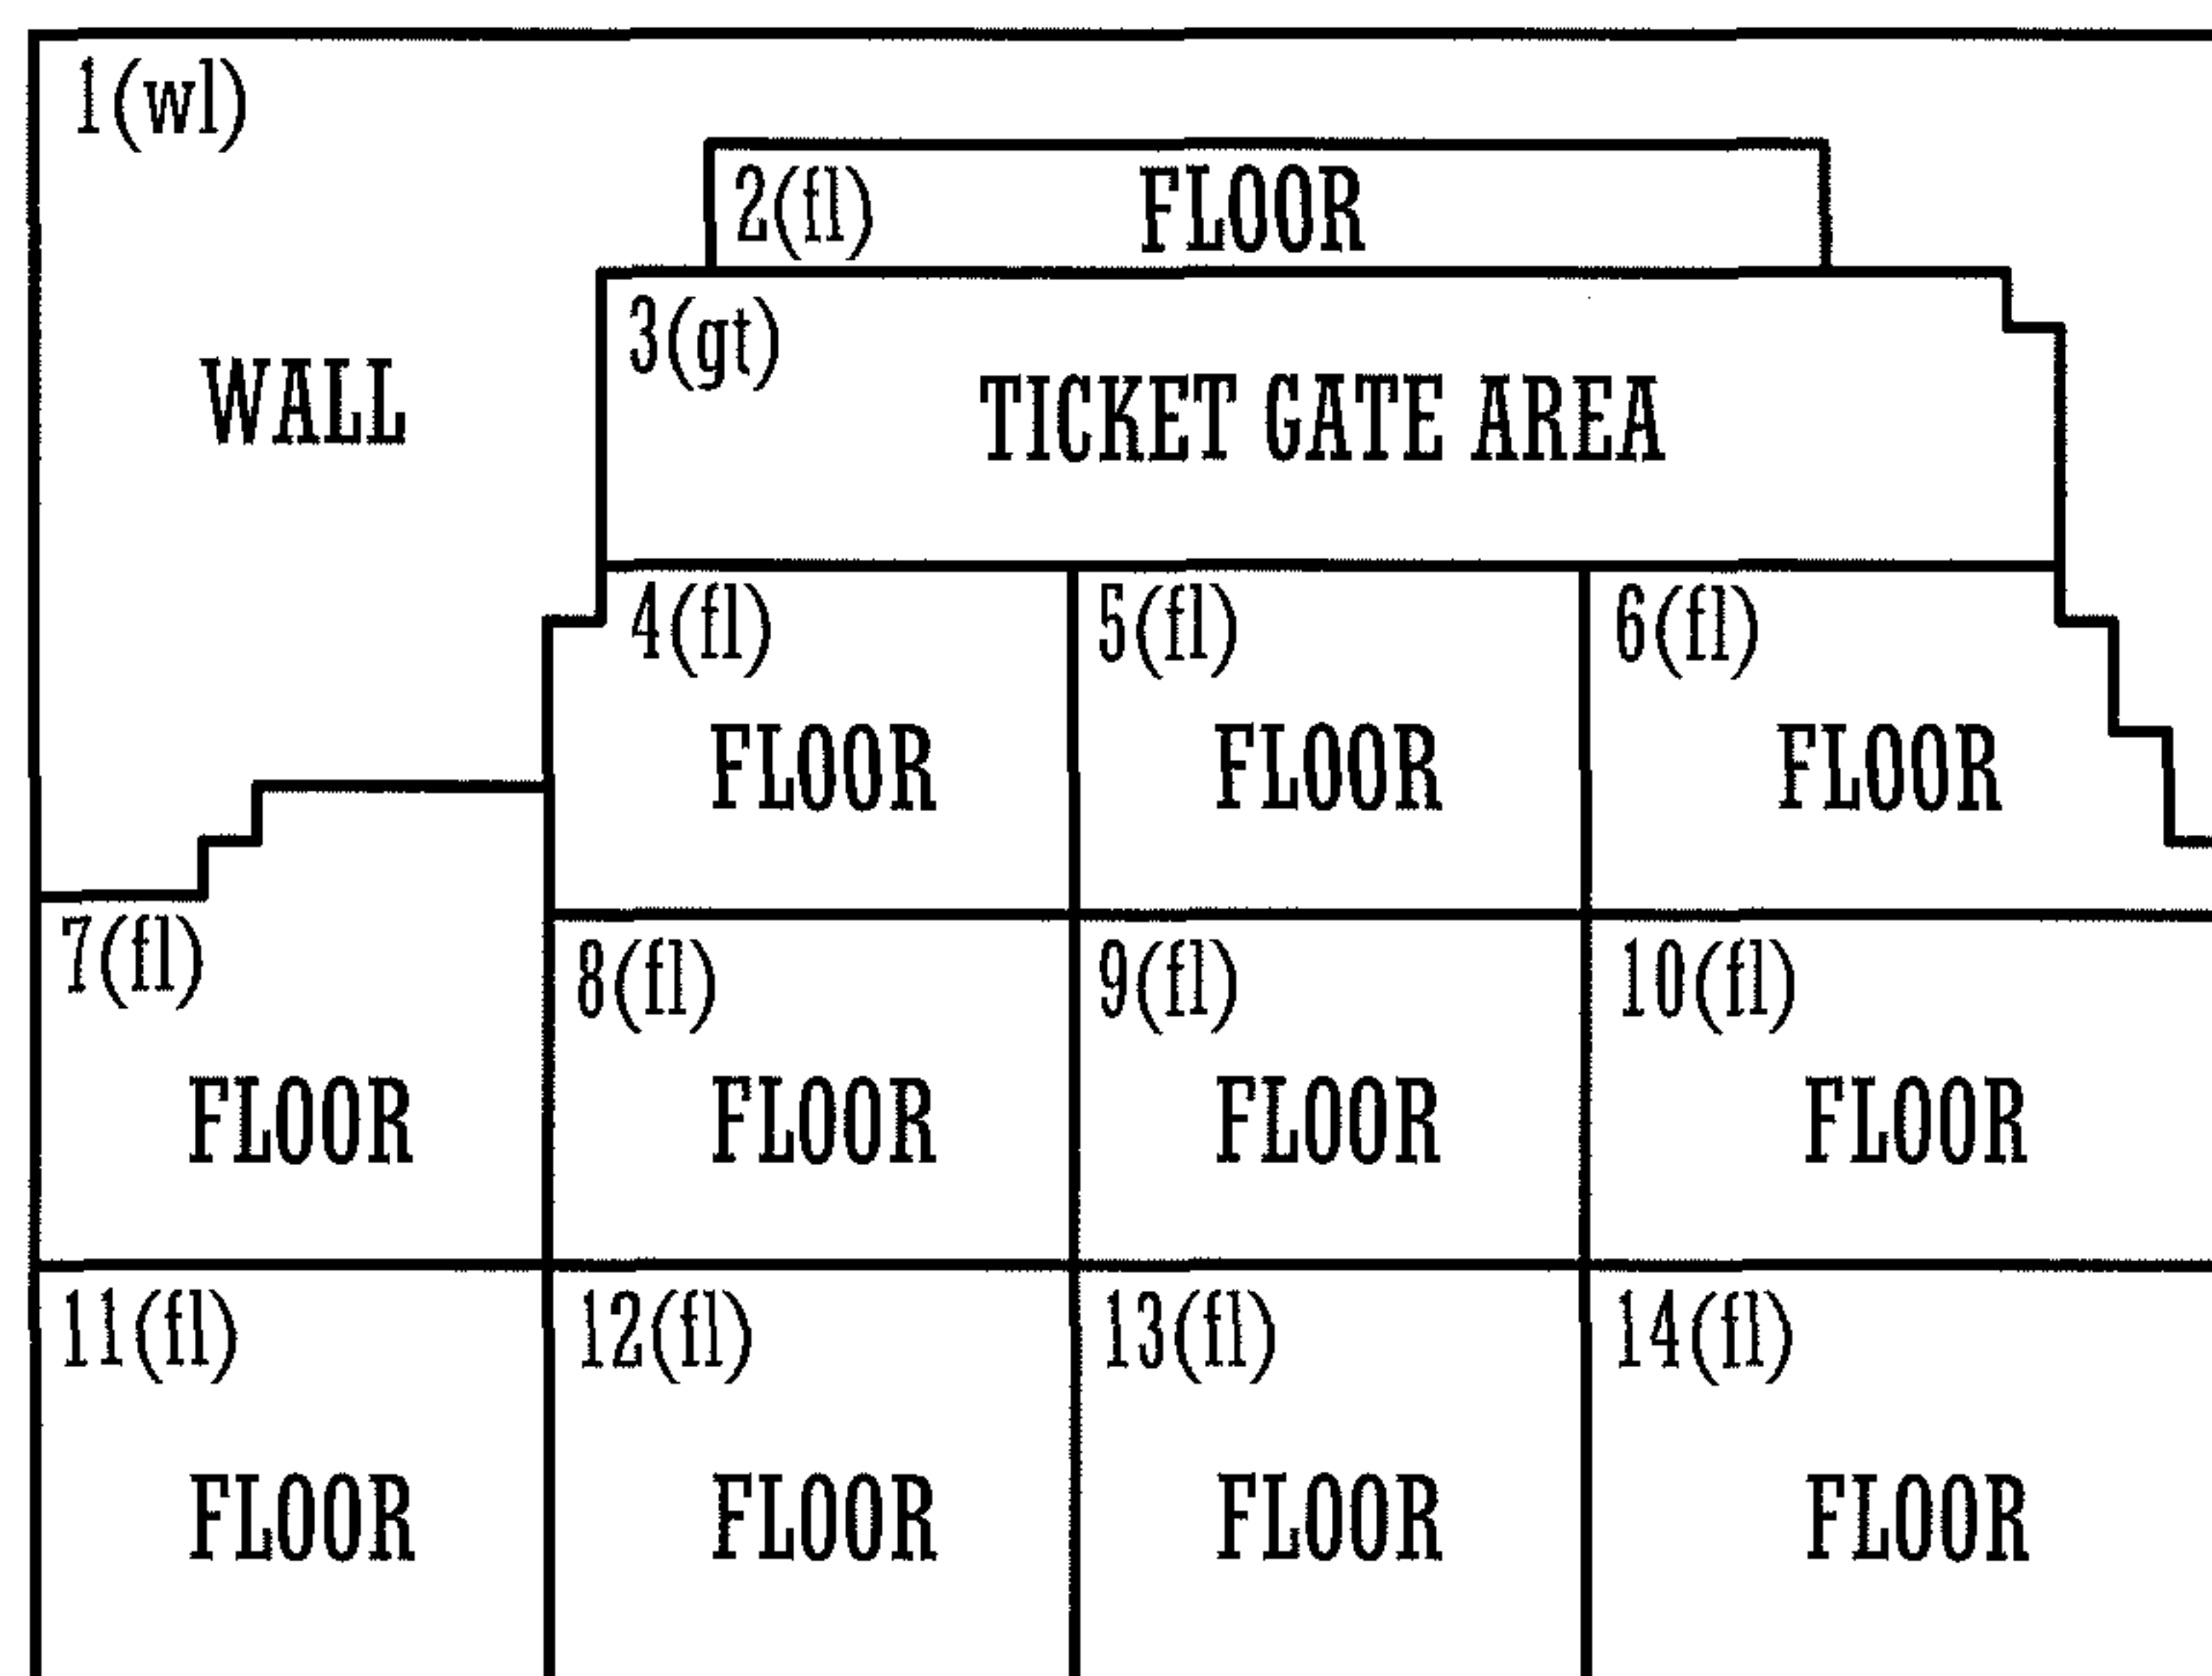 1(wl)
2(fl) FLOOR
3(gt)
WALL
TICKET GATE AREA
4(fl) 5(fl) 6(fl)
FLOOR FLOOR FLOOR
7(fl) 8(fl) 9(fl) 10(fl)
FLOOR FLOOR FLOOR FLOOR
11(fl) 12(fl) 13(fl) 14(fl)
FLOOR FLOOR FLOOR FLOOR